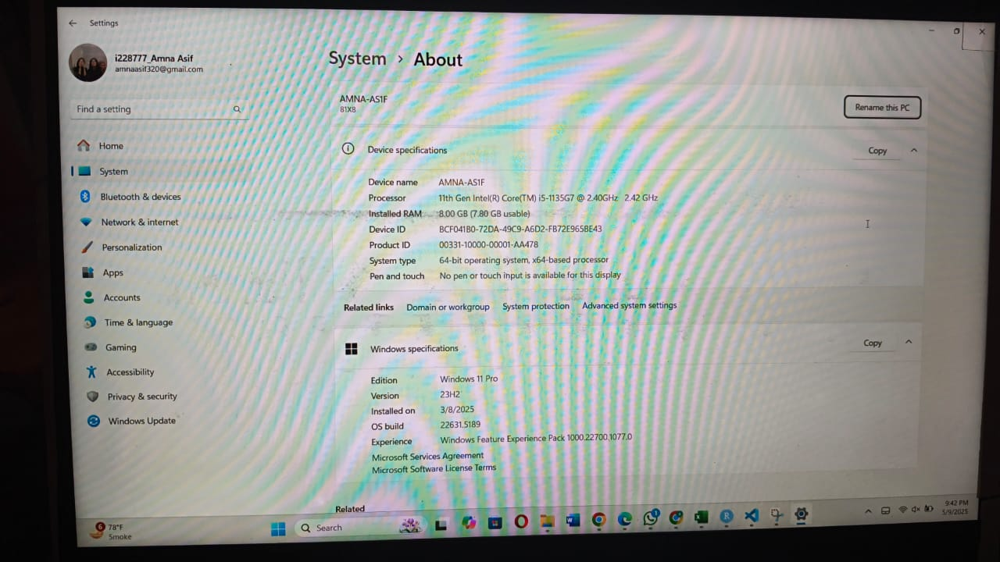 Settings
i228777_Amna Asif
amnaasif320@gmail.com
Find a setting
Home
System
Bluetooth & devices
Network & internet
Personalization
Apps
Accounts
Time & language
Gaming
Accessibility
Privacy & security
Windows Update
System > About
AMNA-AS1F
81X8
Rename this PC
Device specifications
Copy
Device name AMNA-AS1F
Processor 11th Gen Intel(R) Core(TM) i5-1135G7 @ 2.40GHz 2.42 GHz
Installed RAM 8.00 GB (7.80 GB usable)
Device ID BCF041B0-72DA-49C9-A6D2-FB72E965BE43
Product ID 00331-10000-00001-AA478
System type 64-bit operating system, x64-based processor
Pen and touch No pen or touch input is available for this display
Related links Domain or workgroup System protection Advanced system settings
Windows specifications
Copy
Edition Windows 11 Pro
Version 23H2
Installed on 3/8/2025
OS build 22631.5189
Experience Windows Feature Experience Pack 1000.22700.1077.0
Microsoft Services Agreement
Microsoft Software License Terms
Related
6
78°F
Smoke
Search
1
9:42 PM
5/9/2025